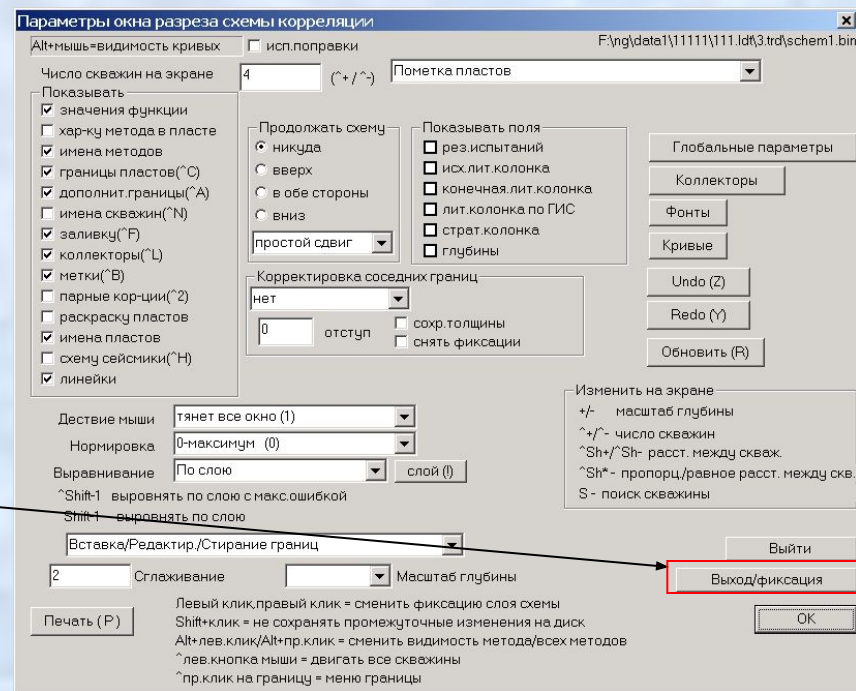 Параметры окна разреза схемы корреляции
Alt+мышь=видимость кривых
исп.поправки
F:\ng\data1\11111\111.ldt\3.trd\schem1.bin
Число скважин на экране
4
(^+ / ^-)
Пометка пластов
Показывать
значения функции
хар-ку метода в пласте
имена методов
границы пластов(^C)
дополнит.границы(^A)
имена скважин(^N)
заливку(^F)
коллекторы(^L)
метки(^B)
парные кор-ции(^2)
раскраску пластов
имена пластов
схему сейсмики(^H)
линейки
Продолжать схему
никуда
вверх
в обе стороны
вниз
простой сдвиг
Показывать поля
рез.испытаний
исх.лит.колонка
конечная.лит.колонка
лит.колонка по ГИС
страт.колонка
глубины
Корректировка соседних границ
нет
0
отступ
сохр.толщины
снять фиксации
Глобальные параметры
Коллекторы
Фонты
Кривые
Undo (Z)
Redo (Y)
Обновить (R)
Изменить на экране
+/- масштаб глубины
^+/^- число скважин
^Sh+/^Sh- расст. между скваж.
^Sh* - пропорц./равное расст. между скв.
S - поиск скважины
Дествие мыши
тянет все окно (1)
Нормировка
0-максимум (0)
Выравнивание
По слою
слой (!)
^Shift-1 выровнять по слою с макс.ошибкой
Shift-1 выровнять по слою
Вставка/Редактир./Стирание границ
2
Сглаживание
Масштаб глубины
Выйти
Выход/фиксация
OK
Печать ( P )
Левый клик,правый клик = сменить фиксацию слоя схемы
Shift+клик = не сохранять промежуточные изменения на диск
Alt+лев.клик/Alt+пр.клик = сменить видимость метода/всех методов
^лев.кнопка мыши = двигать все скважины
^пр.клик на границу = меню границы